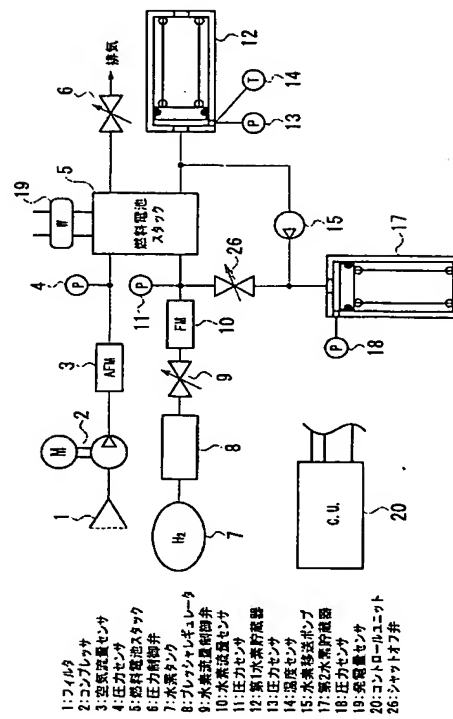 排気
6
5
19
W
燃料電池
スタック
12
T
14
P
13
4
P
11
P
26
15
17
3
AFM
FM
10
9
18
P
2
M
1
8
H2
7
C.U.
20
1:フィルタ
2:コンプレッサ
3:空気流量センサ
4:圧力センサ
5:燃料電池スタック
6:圧力制御弁
7:水素タンク
8:プレッシャレギュレータ
9:水素流量制御弁
10:水素流量センサ
11:圧力センサ
12:第1水素貯蔵器
13:圧力センサ
14:温度センサ
15:水素移送ポンプ
17:第2水素貯蔵器
18:圧力センサ
19:発電量センサ
20:コントロールユニット
26:シャットオフ弁